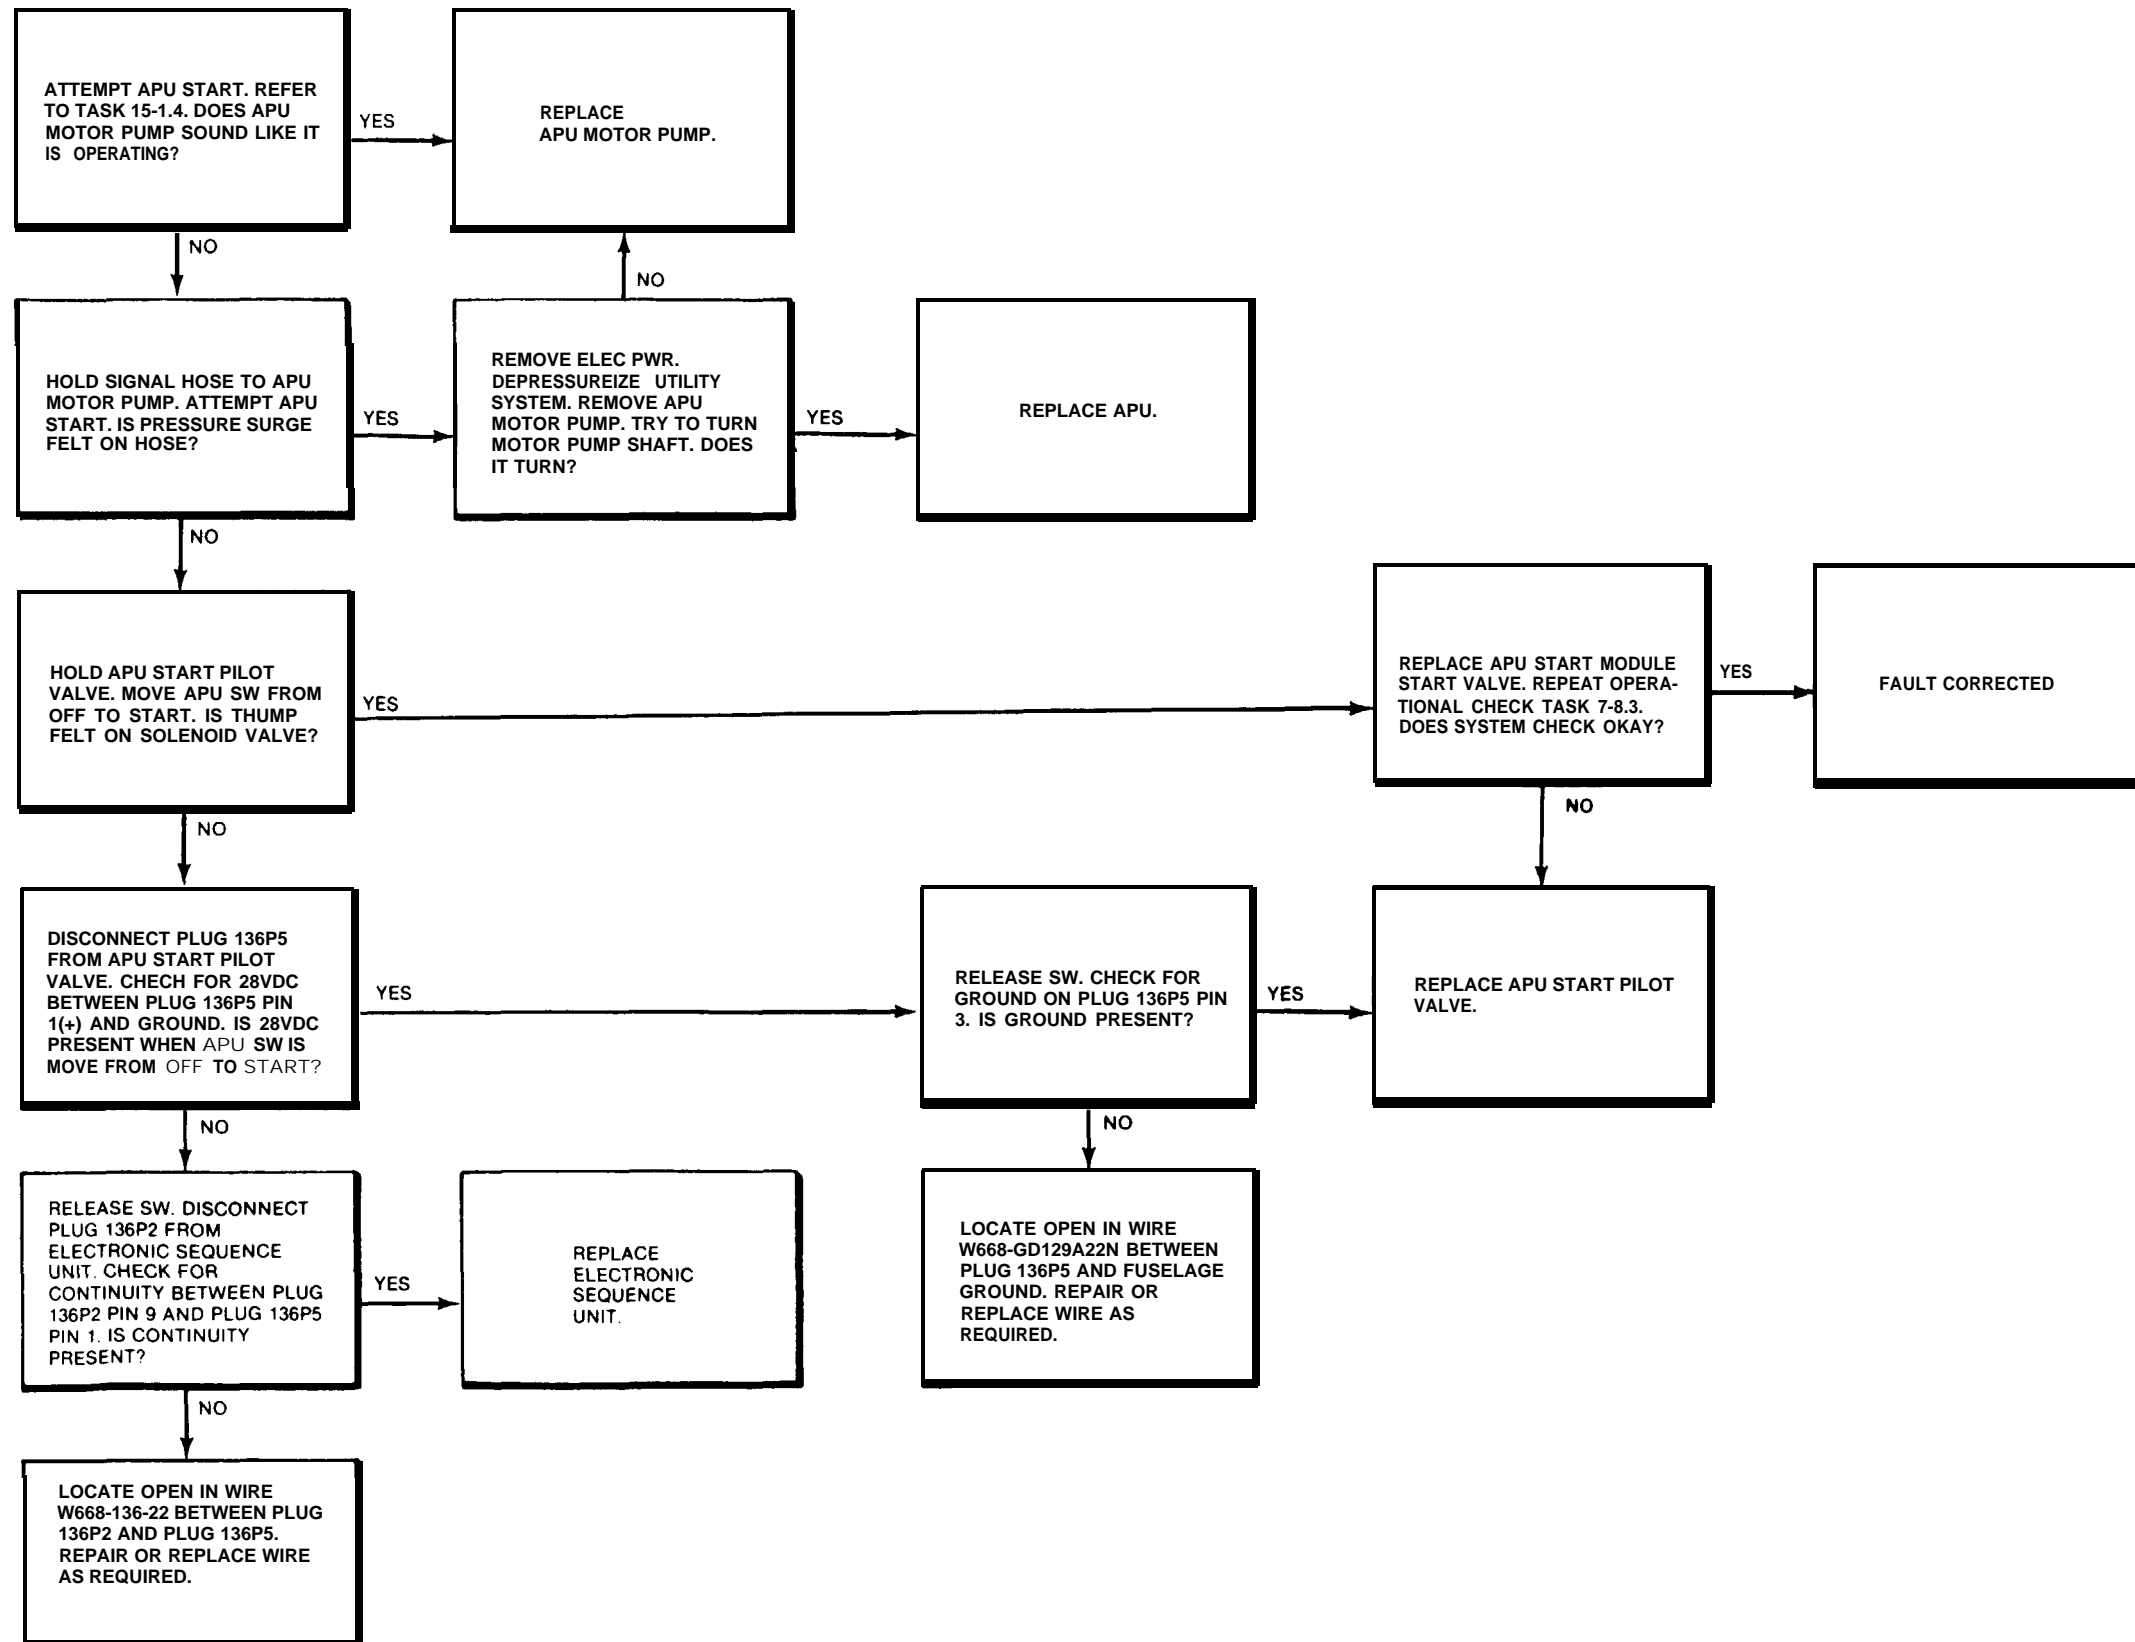 ATTEMPT APU START. REFER
TO TASK 15-1.4. DOES APU
MOTOR PUMP SOUND LIKE IT
IS OPERATING?
YES
REPLACE
APU MOTOR PUMP.
NO
NO
HOLD SIGNAL HOSE TO APU
MOTOR PUMP. ATTEMPT APU
START. IS PRESSURE SURGE
FELT ON HOSE?
YES
REMOVE ELEC PWR.
DEPRESSUREIZE UTILITY
SYSTEM. REMOVE APU
MOTOR PUMP. TRY TO TURN
MOTOR PUMP SHAFT. DOES
IT TURN?
YES
REPLACE APU.
NO
HOLD APU START PILOT
VALVE. MOVE APU SW FROM
OFF TO START. IS THUMP
FELT ON SOLENOID VALVE?
YES
REPLACE APU START MODULE
START VALVE. REPEAT OPERA-
TIONAL CHECK TASK 7-8.3.
DOES SYSTEM CHECK OKAY?
YES
FAULT CORRECTED
NO
NO
DISCONNECT PLUG 136P5
FROM APU START PILOT
VALVE. CHECH FOR 28VDC
BETWEEN PLUG 136P5 PIN
1(+) AND GROUND. IS 28VDC
PRESENT WHEN APU SW IS
MOVE FROM OFF TO START?
YES
RELEASE SW. CHECK FOR
GROUND ON PLUG 136P5 PIN
3. IS GROUND PRESENT?
YES
REPLACE APU START PILOT
VALVE.
NO
NO
RELEASE SW. DISCONNECT
PLUG 136P2 FROM
ELECTRONIC SEQUENCE
UNIT. CHECK FOR
CONTINUITY BETWEEN PLUG
136P2 PIN 9 AND PLUG 136P5
PIN 1. IS CONTINUITY
PRESENT?
YES
REPLACE
ELECTRONIC
SEQUENCE
UNIT.
LOCATE OPEN IN WIRE
W668-GD129A22N BETWEEN
PLUG 136P5 AND FUSELAGE
GROUND. REPAIR OR
REPLACE WIRE AS
REQUIRED.
NO
LOCATE OPEN IN WIRE
W668-136-22 BETWEEN PLUG
136P2 AND PLUG 136P5.
REPAIR OR REPLACE WIRE
AS REQUIRED.